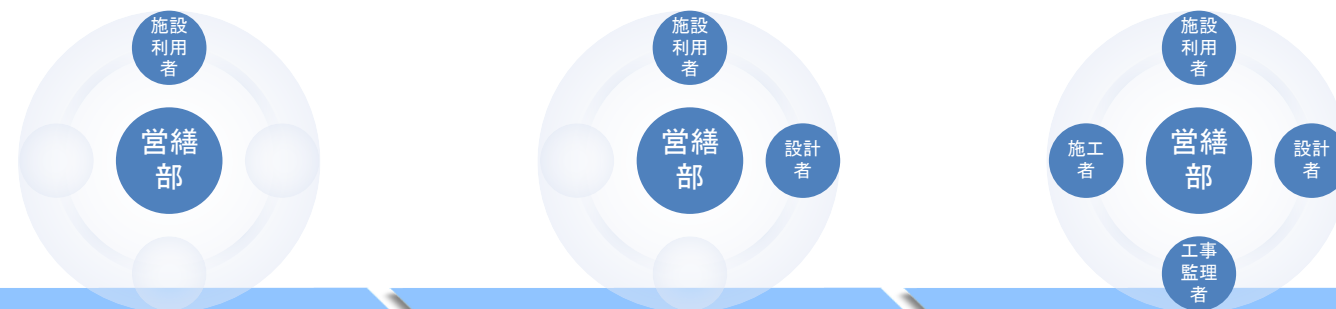 施設
利用
者
営繕
部
施設
利用
者
営繕
部
設計
者
施設
利用
者
施工
者
営繕
部
設計
者
工事
監理
者